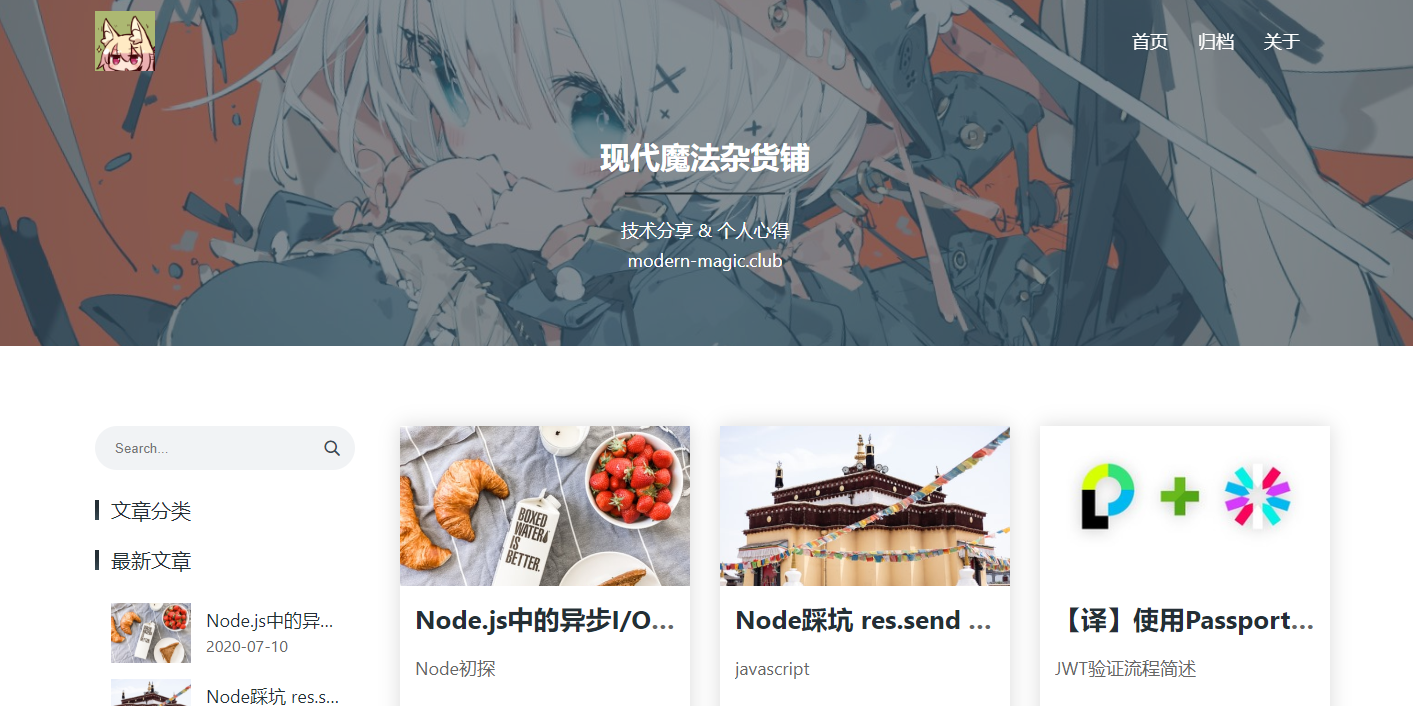 首页 归档 关于
现代魔法杂货铺
技术分享 & 个人心得
modern-magic.club
Search...
文章分类
最新文章
Node.js中的异...
2020-07-10
Node踩坑 res.s...
BOXED
WATER
IS
BETTER.
Node.js中的异步I/O...
Node初探
Node踩坑 res.send ...
javascript
【译】使用Passport...
JWT验证流程简述